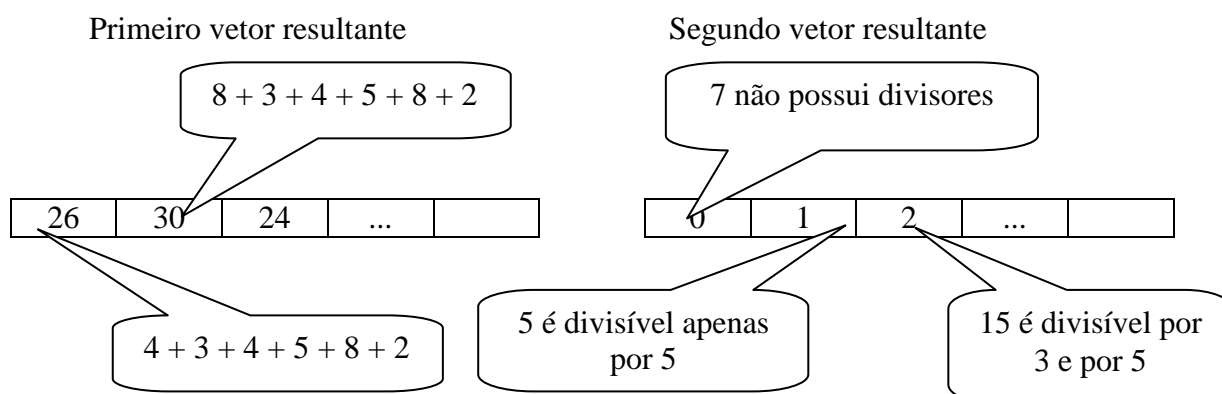 Primeiro vetor resultante
Segundo vetor resultante
8 + 3 + 4 + 5 + 8 + 2
7 não possui divisores
26 30 24 ...
0 1 2 ...
4 + 3 + 4 + 5 + 8 + 2
5 é divisível apenas
por 5
15 é divisível por
3 e por 5